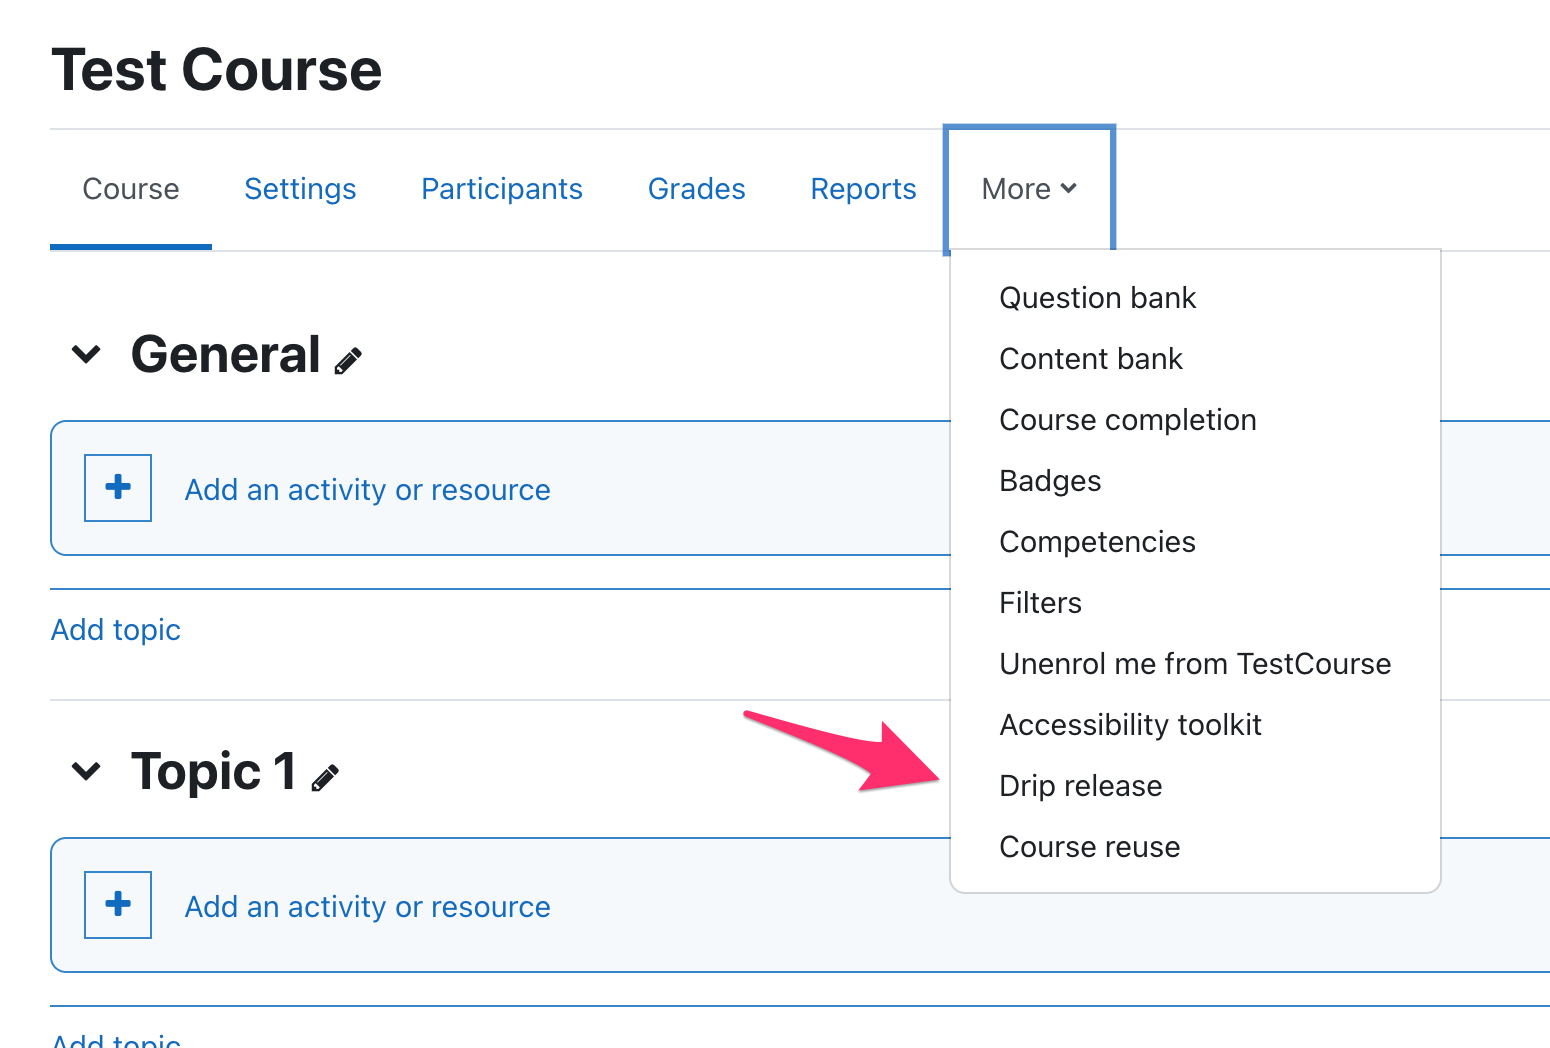 Test Course
Course Settings Participants Grades Reports More
Question bank
Content bank
Course completion
Badges
Competencies
Filters
Unenrol me from TestCourse
Accessibility toolkit
Drip release
Course reuse
General
Add an activity or resource
Add topic
Topic 1
Add an activity or resource
Add topic